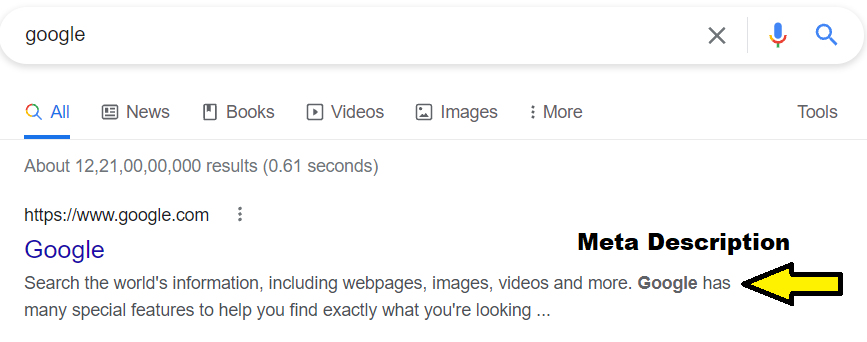 google
All News Books Videos Images More Tools
About 12,21,00,00,000 results (0.61 seconds)
https://www.google.com
Google
Meta Description
Search the world's information, including webpages, images, videos and more. Google has
many special features to help you find exactly what you're looking ...